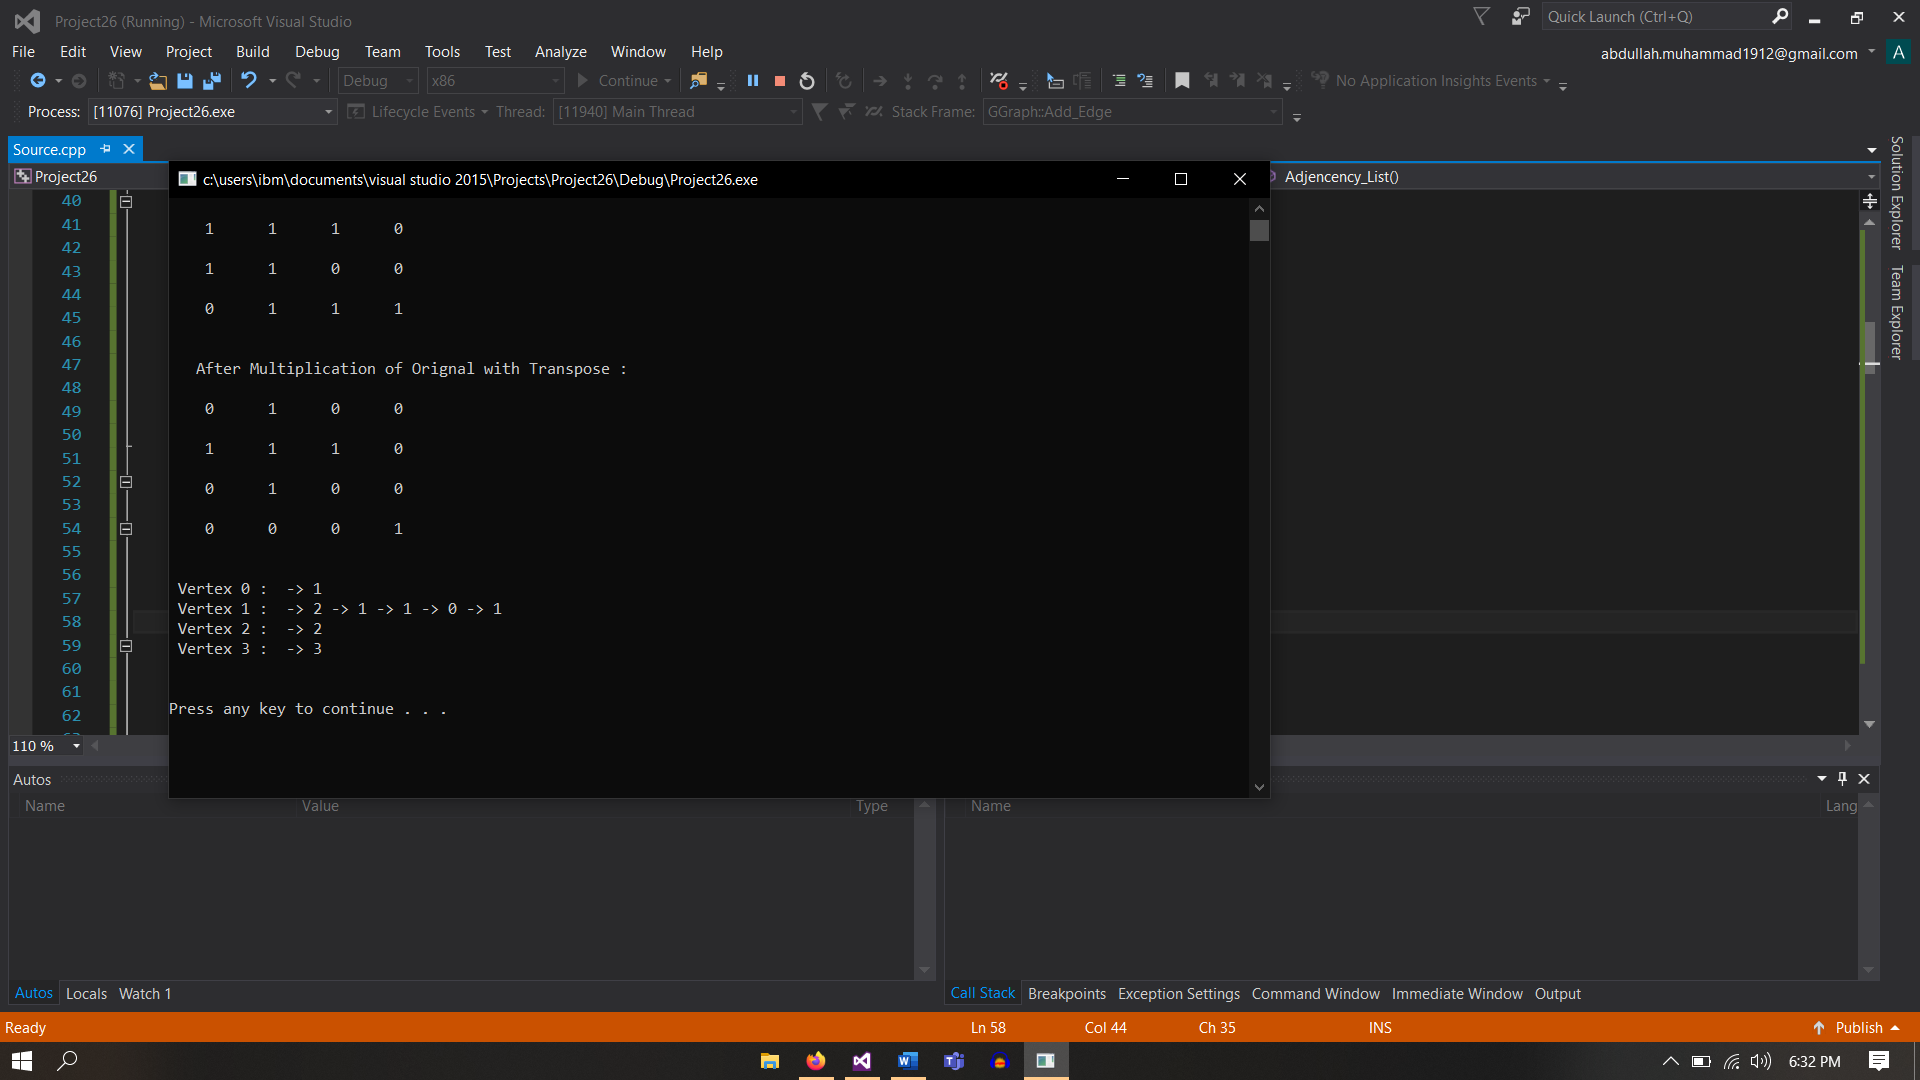 Project26 (Running) - Microsoft Visual Studio
Quick Launch (Ctrl+Q)
File Edit View Project Build Debug Team Tools Test Analyze Window Help
abdullah.muhammad1912@gmail.com A
Debug x86 Continue No Application Insights Events
Process: [11076] Project26.exe Lifecycle Events Thread: [11940] Main Thread Stack Frame: GGraph::Add_Edge
Source.cpp
Project26
Adjencency_List()
Solution Explorer
Team Explorer
40
41
42
43
44
45
46
47
48
49
50
51
52
53
54
55
56
57
58
59
60
61
62
c:\users\ibm\documents\visual studio 2015\Projects\Project26\Debug\Project26.exe
1 1 1 0
1 1 0 0
0 1 1 1
After Multiplication of Orignal with Transpose :
0 1 0 0
1 1 1 0
0 1 0 0
0 0 0 1
Vertex 0 : -> 1
Vertex 1 : -> 2 -> 1 -> 1 -> 0 -> 1
Vertex 2 : -> 2
Vertex 3 : -> 3
Press any key to continue . . .
110 %
Autos
Name Value Type
Name Lang
Autos Locals Watch 1
Call Stack Breakpoints Exception Settings Command Window Immediate Window Output
Ready Ln 58 Col 44 Ch 35 INS Publish
6:32 PM